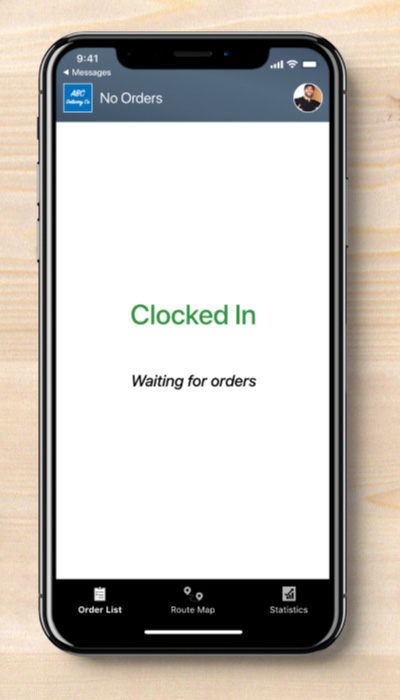 9:41
◀ Messages
ABC
Delivery Co
No Orders
Clocked In
Waiting for orders
Order List
Route Map
Statistics